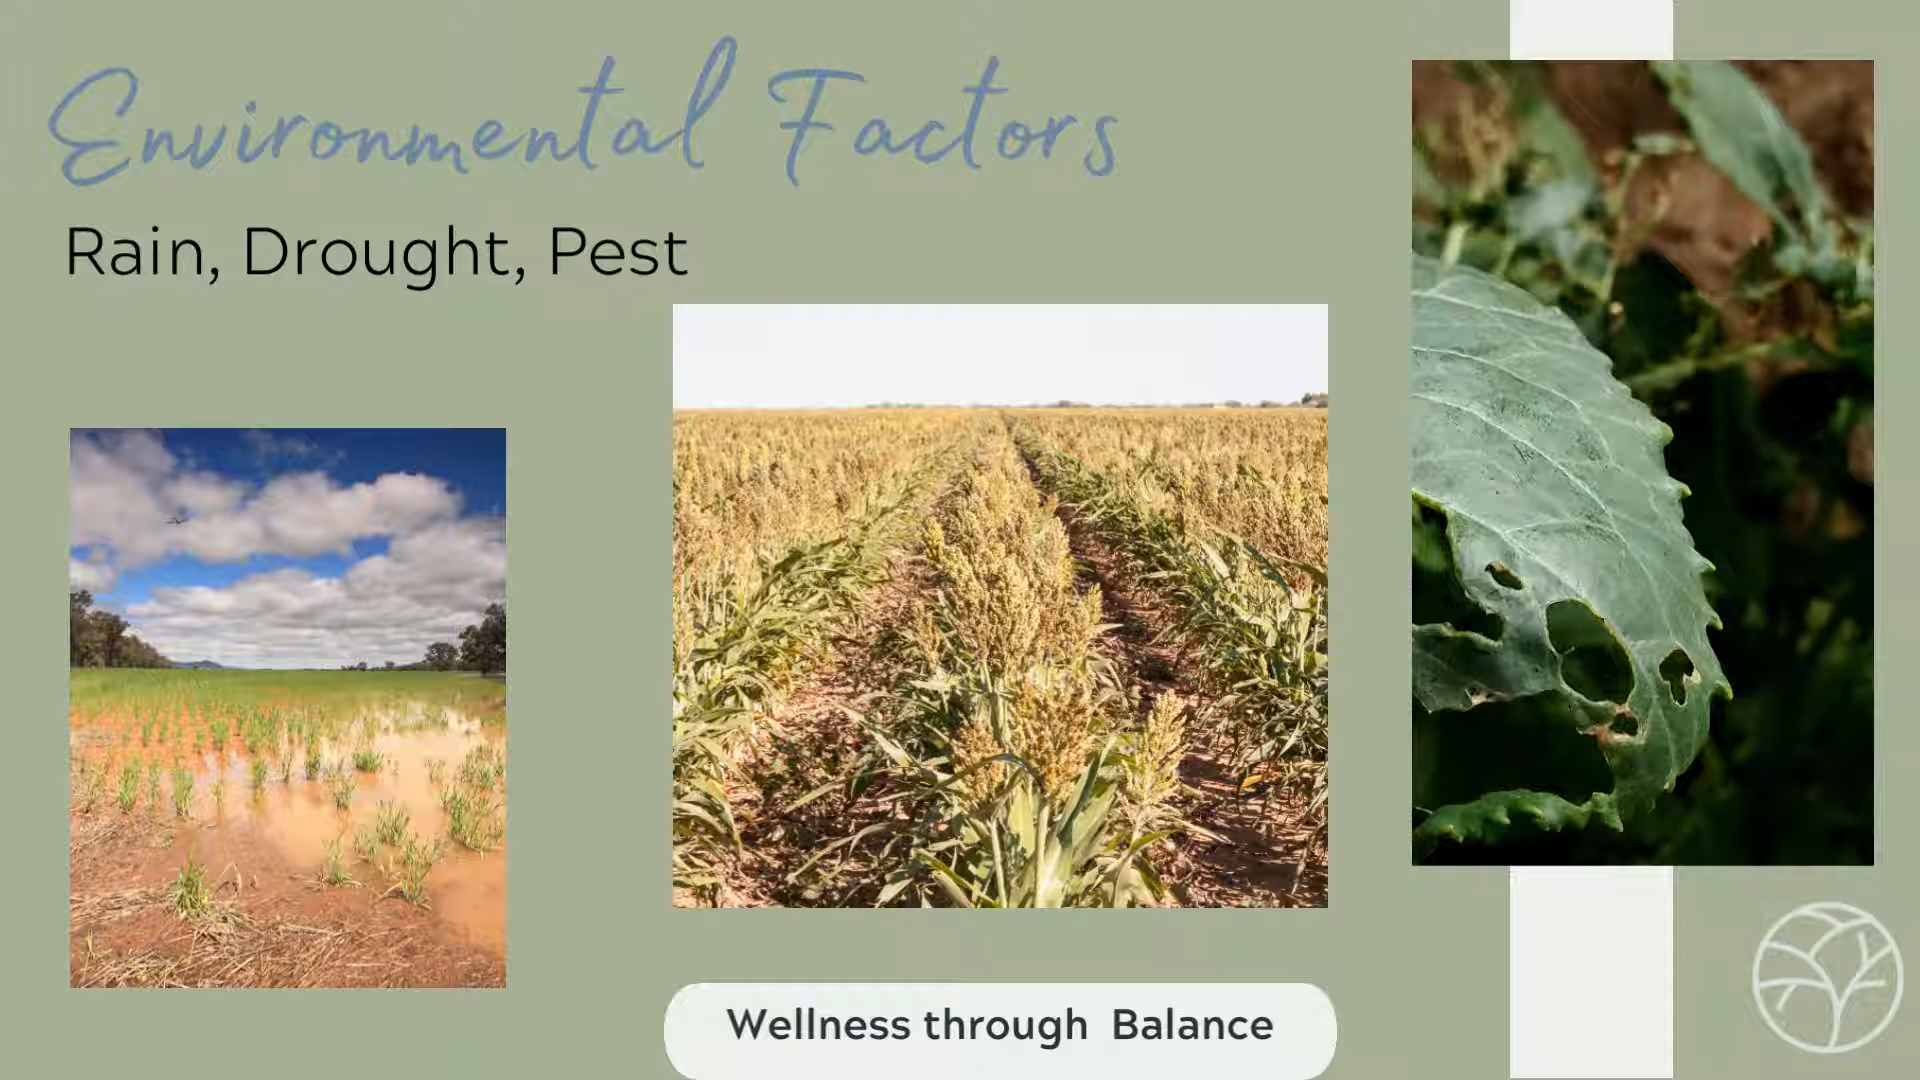 Environmental Factors
Rain, Drought, Pest
Wellness through Balance